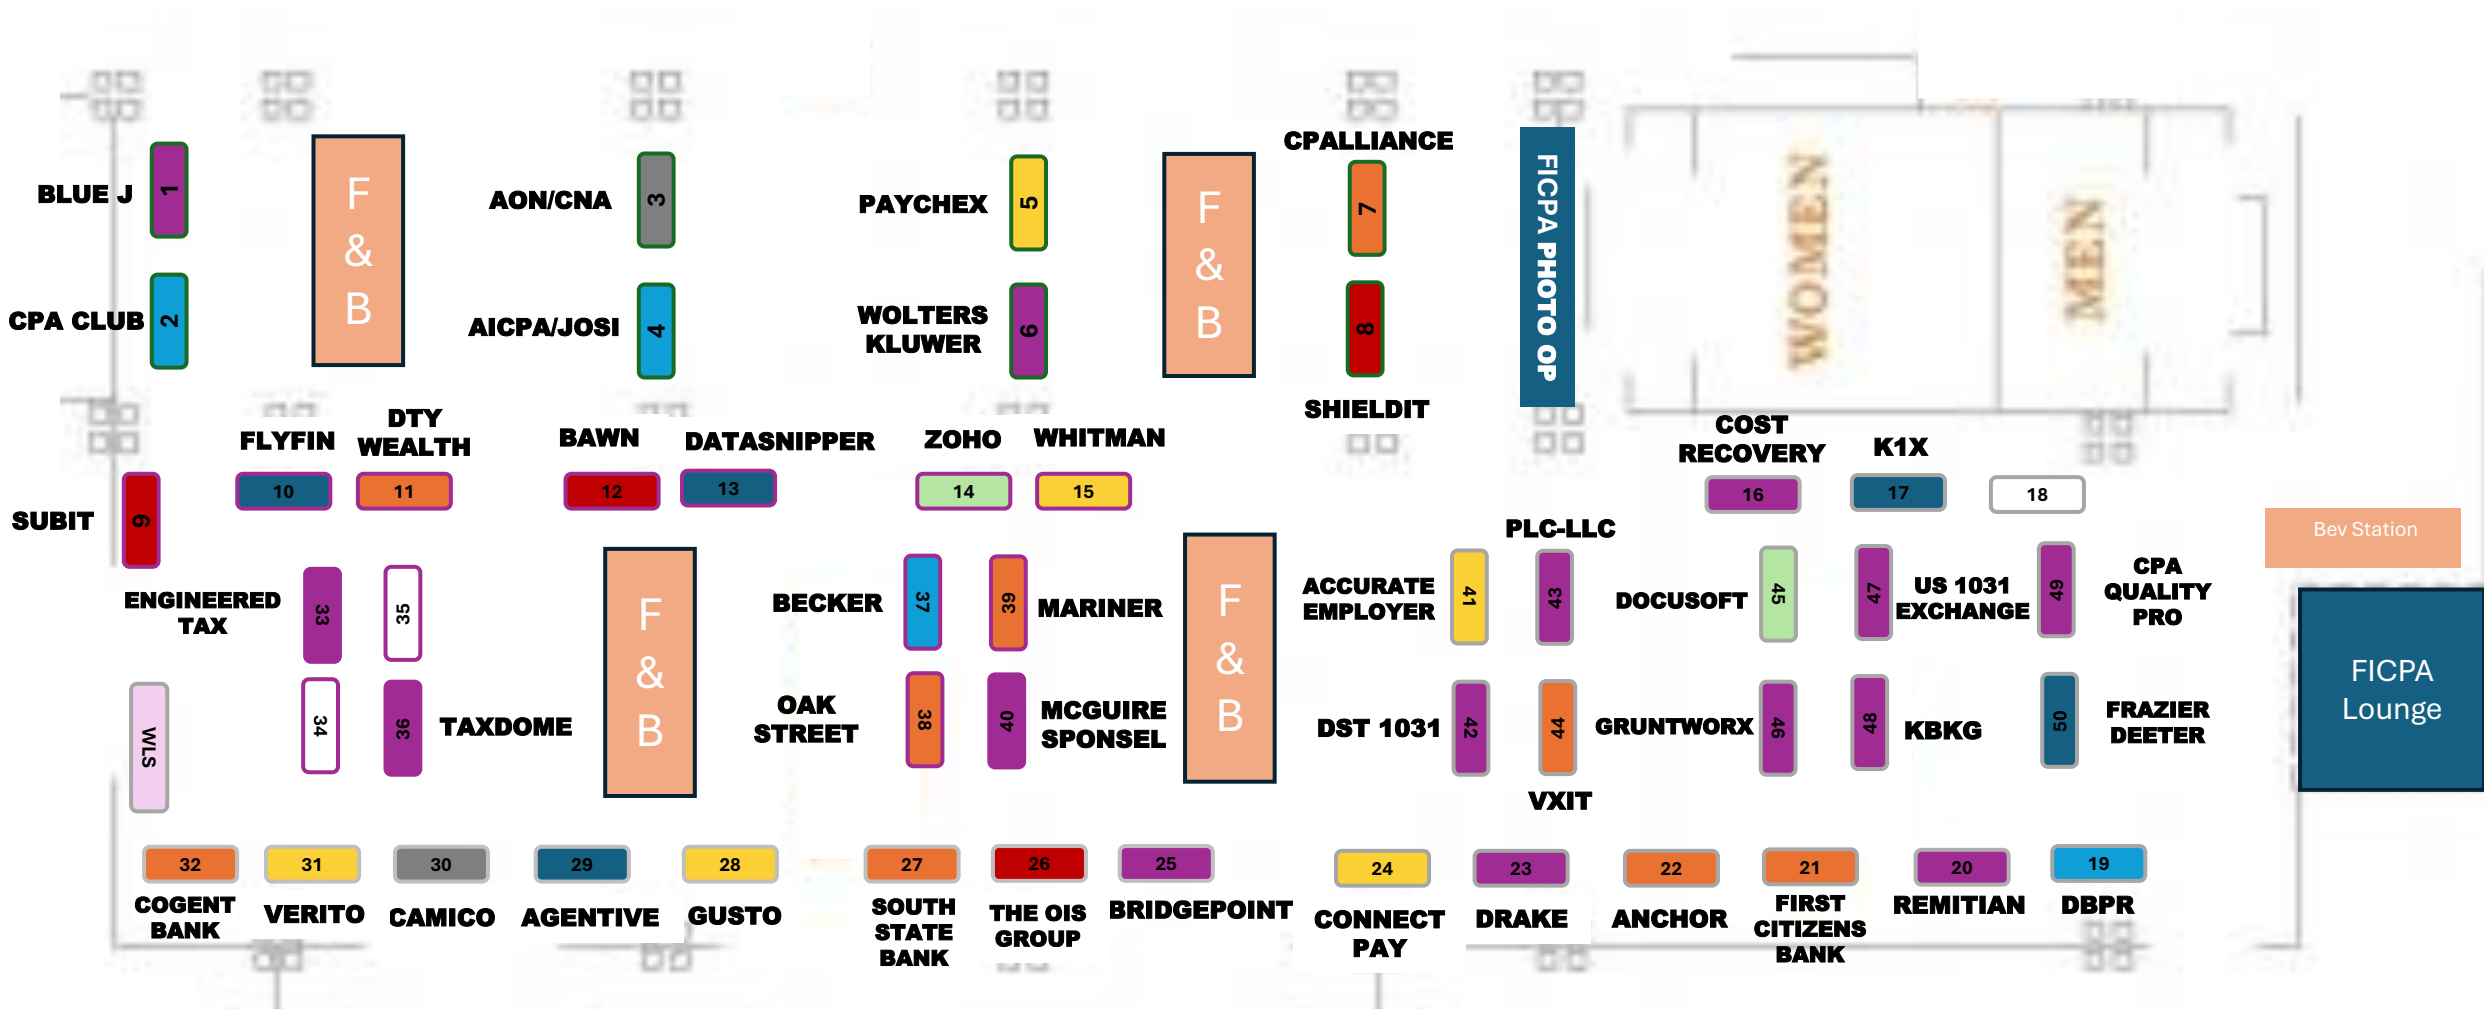 CPALLIANCE
BLUE J
1
F
&
B
AON/CNA
3
PAYCHEX
5
F
&
B
7
FICPA PHOTO OP
WOMEN
MEN
CPA CLUB
2
AICPA/JOSI
4
WOLTERS
KLUWER
6
8
SHIELDIT
FLYFIN
DTY
WEALTH
BAWN
DATASNIPPER
ZOHO
WHITMAN
COST
RECOVERY
K1X
SUBIT
9
10
11
12
13
14
15
16
17
18
Bev Station
PLC-LLC
ENGINEERED
TAX
33
35
F
&
B
BECKER
37
39
MARINER
F
&
B
ACCURATE
EMPLOYER
41
43
DOCUSOFT
45
47
US 1031
EXCHANGE
49
CPA
QUALITY
PRO
FICPA
Lounge
WLS
34
36
TAXDOME
OAK
STREET
38
40
MCGUIRE
SPONSEL
DST 1031
42
44
VXIT
GRUNTWORX
46
48
KBKG
50
FRAZIER
DEETER
32
31
30
29
28
27
26
25
24
23
22
21
20
19
COGENT
BANK
VERITO
CAMICO
AGENTIVE
GUSTO
SOUTH
STATE
BANK
THE OIS
GROUP
BRIDGEPOINT
CONNECT
PAY
DRAKE
ANCHOR
FIRST
CITIZENS
BANK
REMITIAN
DBPR